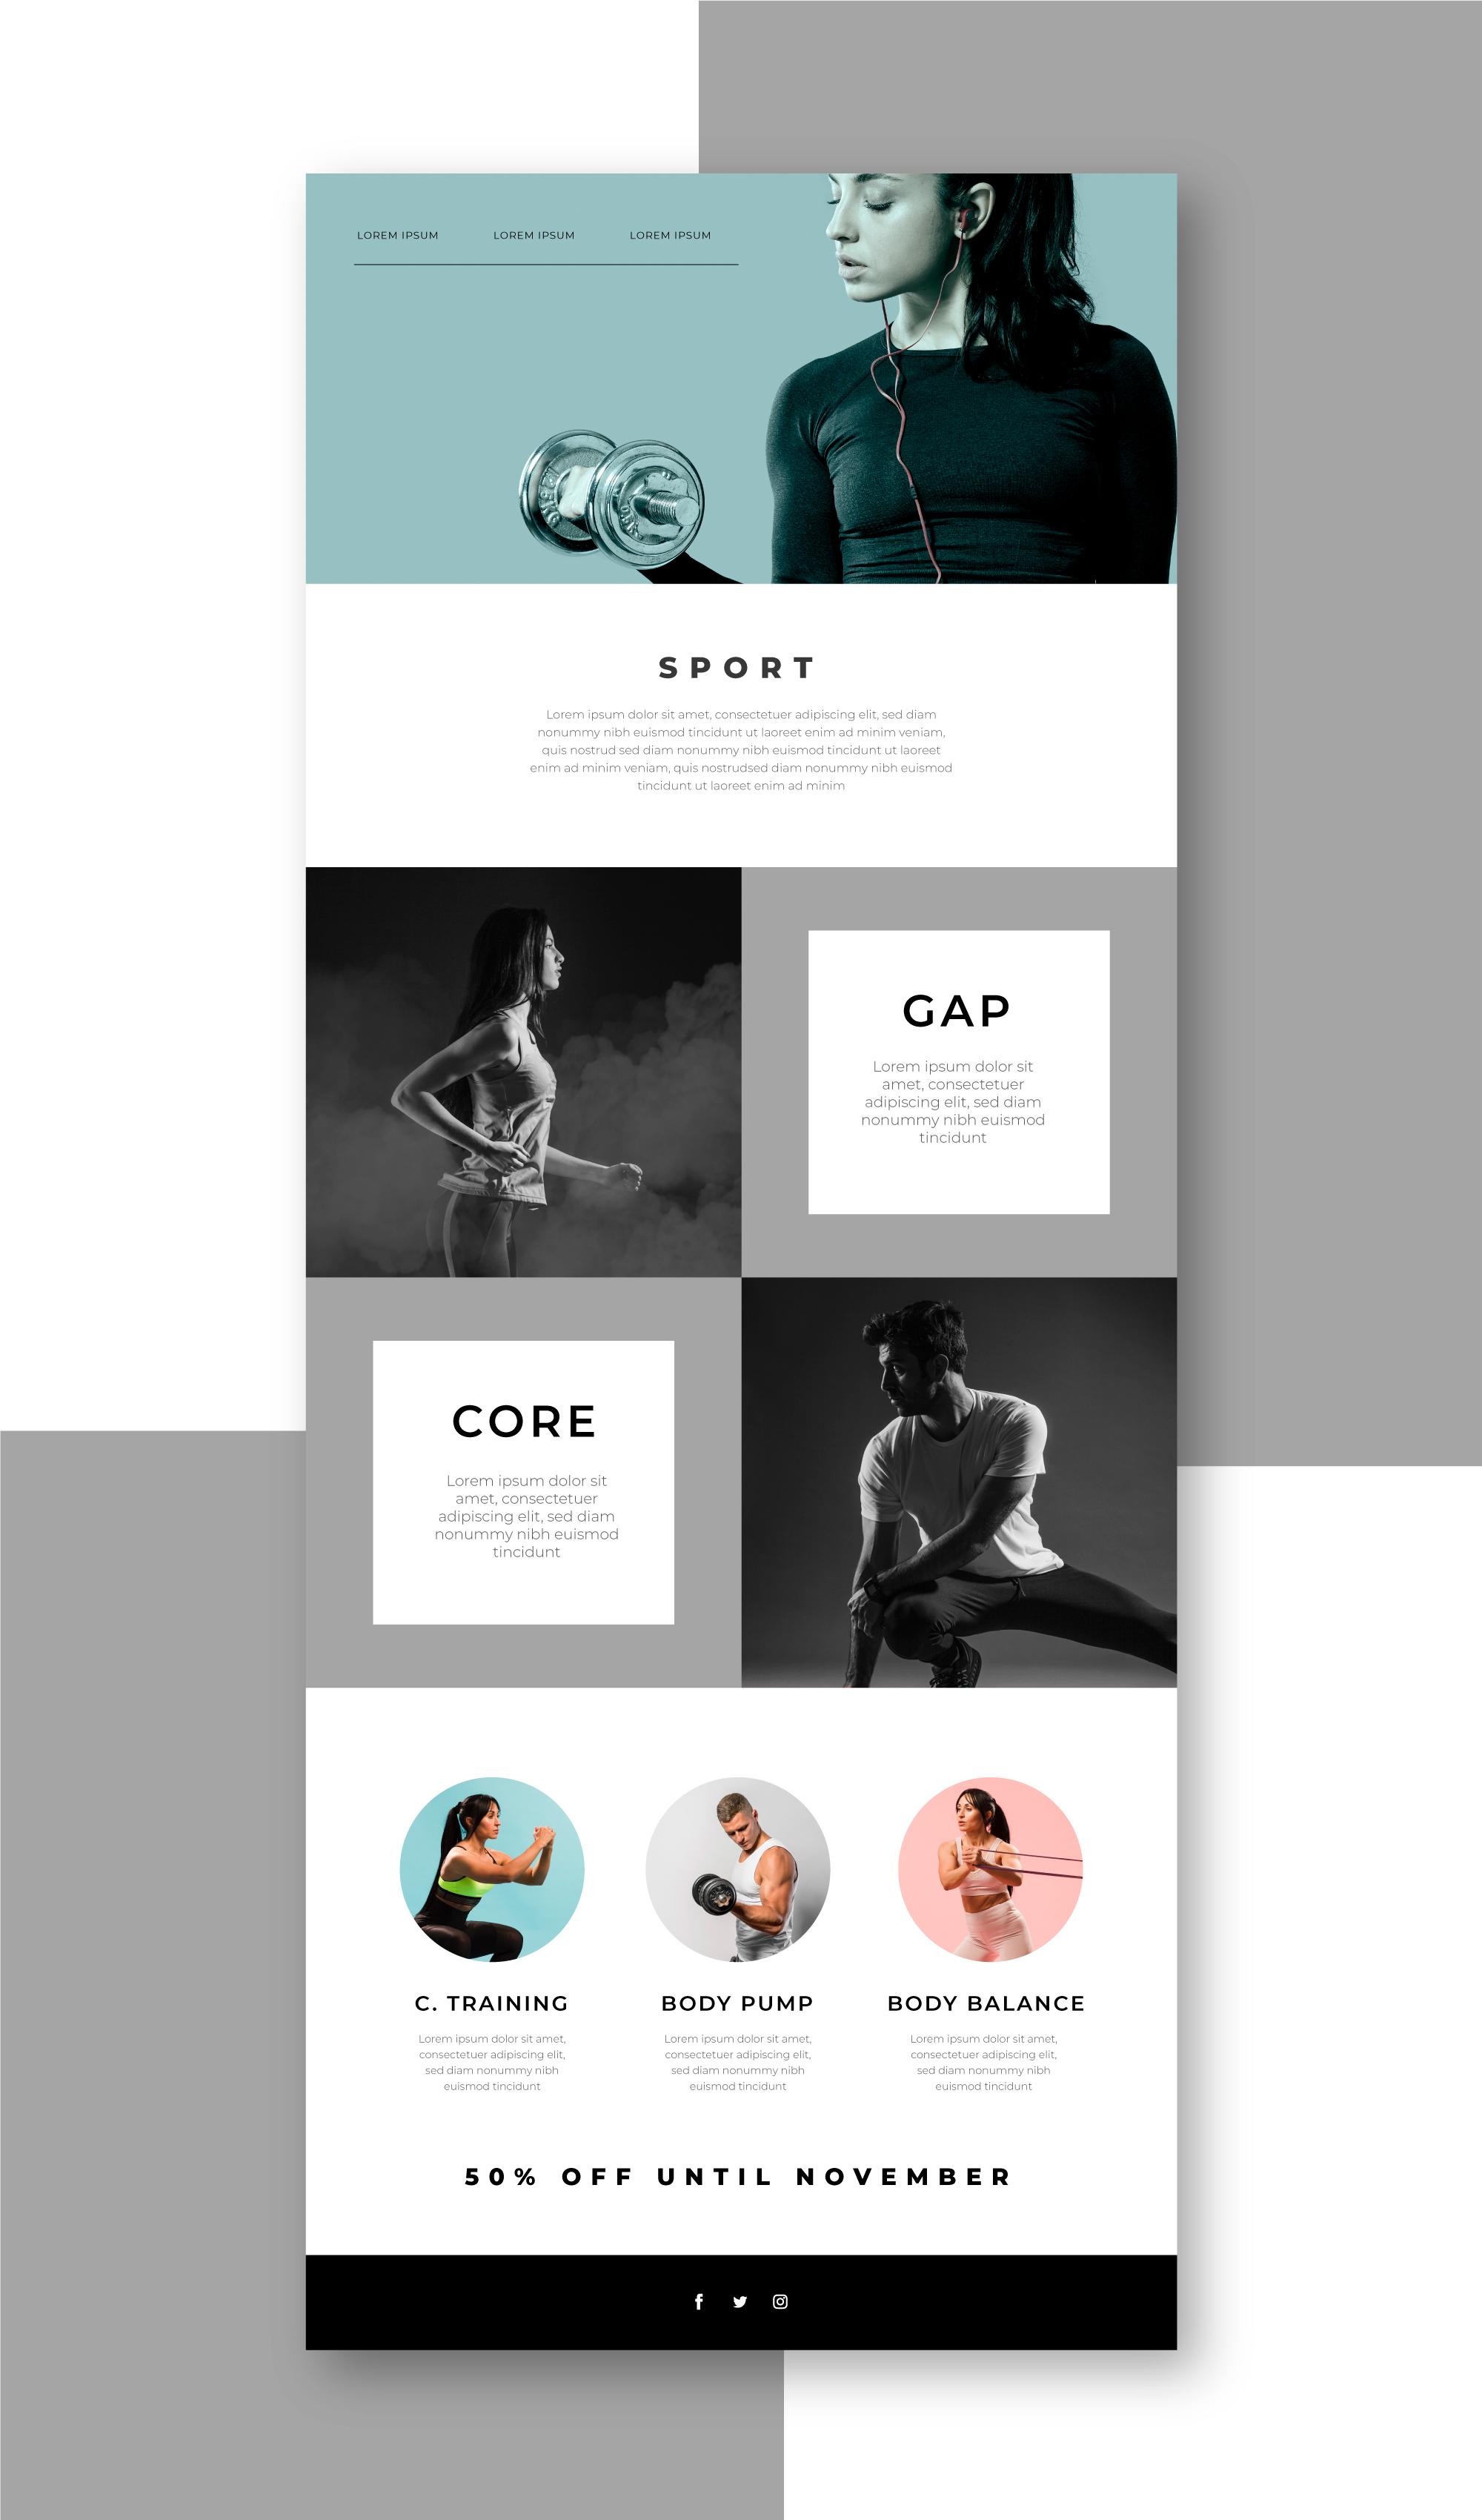 LOREM IPSUM LOREM IPSUM LOREM IPSUM
SPORT
Lorem ipsum dolor sit amet, consectetuer adipiscing elit, sed diam
nonummy nibh euismod tincidunt ut laoreet enim ad minim veniam,
quis nostrud sed diam nonummy nibh euismod tincidunt ut laoreet
enim ad minim veniam, quis nostrudsed diam nonummy nibh euismod
tincidunt ut laoreet enim ad minim
GAP
Lorem ipsum dolor sit
amet, consectetuer
adipiscing elit, sed diam
nonummy nibh euismod
tincidunt
CORE
Lorem ipsum dolor sit
amet, consectetuer
adipiscing elit, sed diam
nonummy nibh euismod
tincidunt
C. TRAINING
Lorem ipsum dolor sit amet,
consectetuer adipiscing elit,
sed diam nonummy nibh
euismod tincidunt
BODY PUMP
Lorem ipsum dolor sit amet,
consectetuer adipiscing elit,
sed diam nonummy nibh
euismod tincidunt
BODY BALANCE
Lorem ipsum dolor sit amet,
consectetuer adipiscing elit,
sed diam nonummy nibh
euismod tincidunt
50% OFF UNTIL NOVEMBER